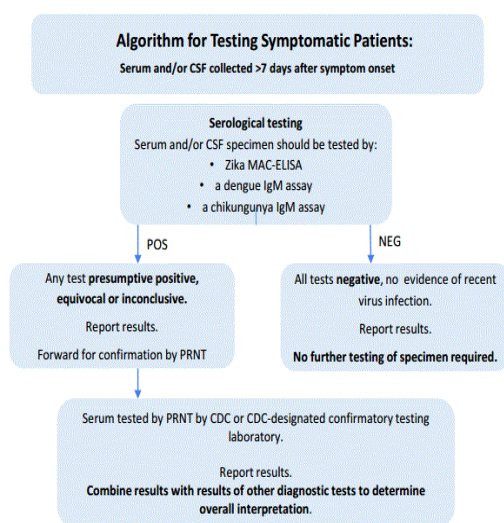 Algorithm for Testing Symptomatic Patients:
Serum and/or CSF collected >7 days after symptom onset
Serological testing
Serum and/or CSF specimen should be tested by:
• Zika MAC-ELISA
• a dengue IgM assay
• a chikungunya IgM assay
POS
NEG
Any test presumptive positive,
equivocal or inconclusive.
Report results.
Forward for confirmation by PRNT
All tests negative, no evidence of recent
virus infection.
Report results.
No further testing of specimen required.
Serum tested by PRNT by CDC or CDC-designated confirmatory testing
laboratory.
Report results.
Combine results with results of other diagnostic tests to determine
overall interpretation.